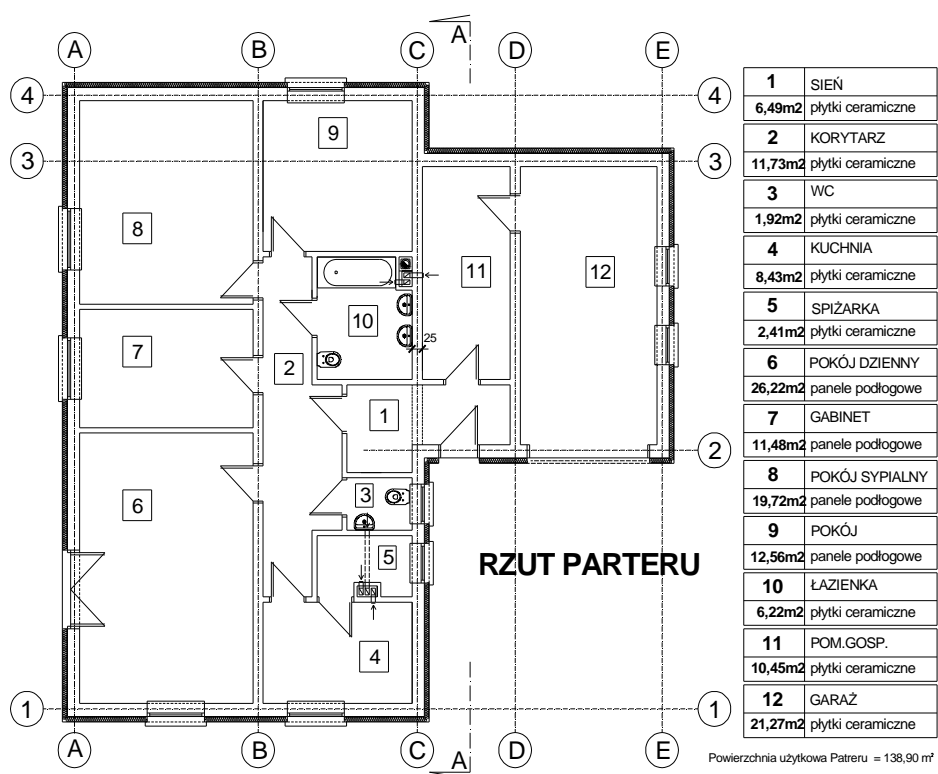 A
A
B
C
D
E
4
4
3
3
9
8
11
12
10
25
7
2
1
2
6
3
5
RZUT PARTERU
4
1
1
A
B
C
A
D
E
1 SIEŃ
6,49m2 płytki ceramiczne
2 KORYTARZ
11,73m2 płytki ceramiczne
3 WC
1,92m2 płytki ceramiczne
4 KUCHNIA
8,43m2 płytki ceramiczne
5 SPIŻARKA
2,41m2 płytki ceramiczne
6 POKÓJ DZIENNY
26,22m2 panele podłogowe
7 GABINET
11,48m2 panele podłogowe
8 POKÓJ SYPIALNY
19,72m2 panele podłogowe
9 POKÓJ
12,56m2 panele podłogowe
10 ŁAZIENKA
6,22m2 płytki ceramiczne
11 POM.GOSP.
10,45m2 płytki ceramiczne
12 GARAŻ
21,27m2 płytki ceramiczne
Powierzchnia użytkowa Patreru = 138,90 m²